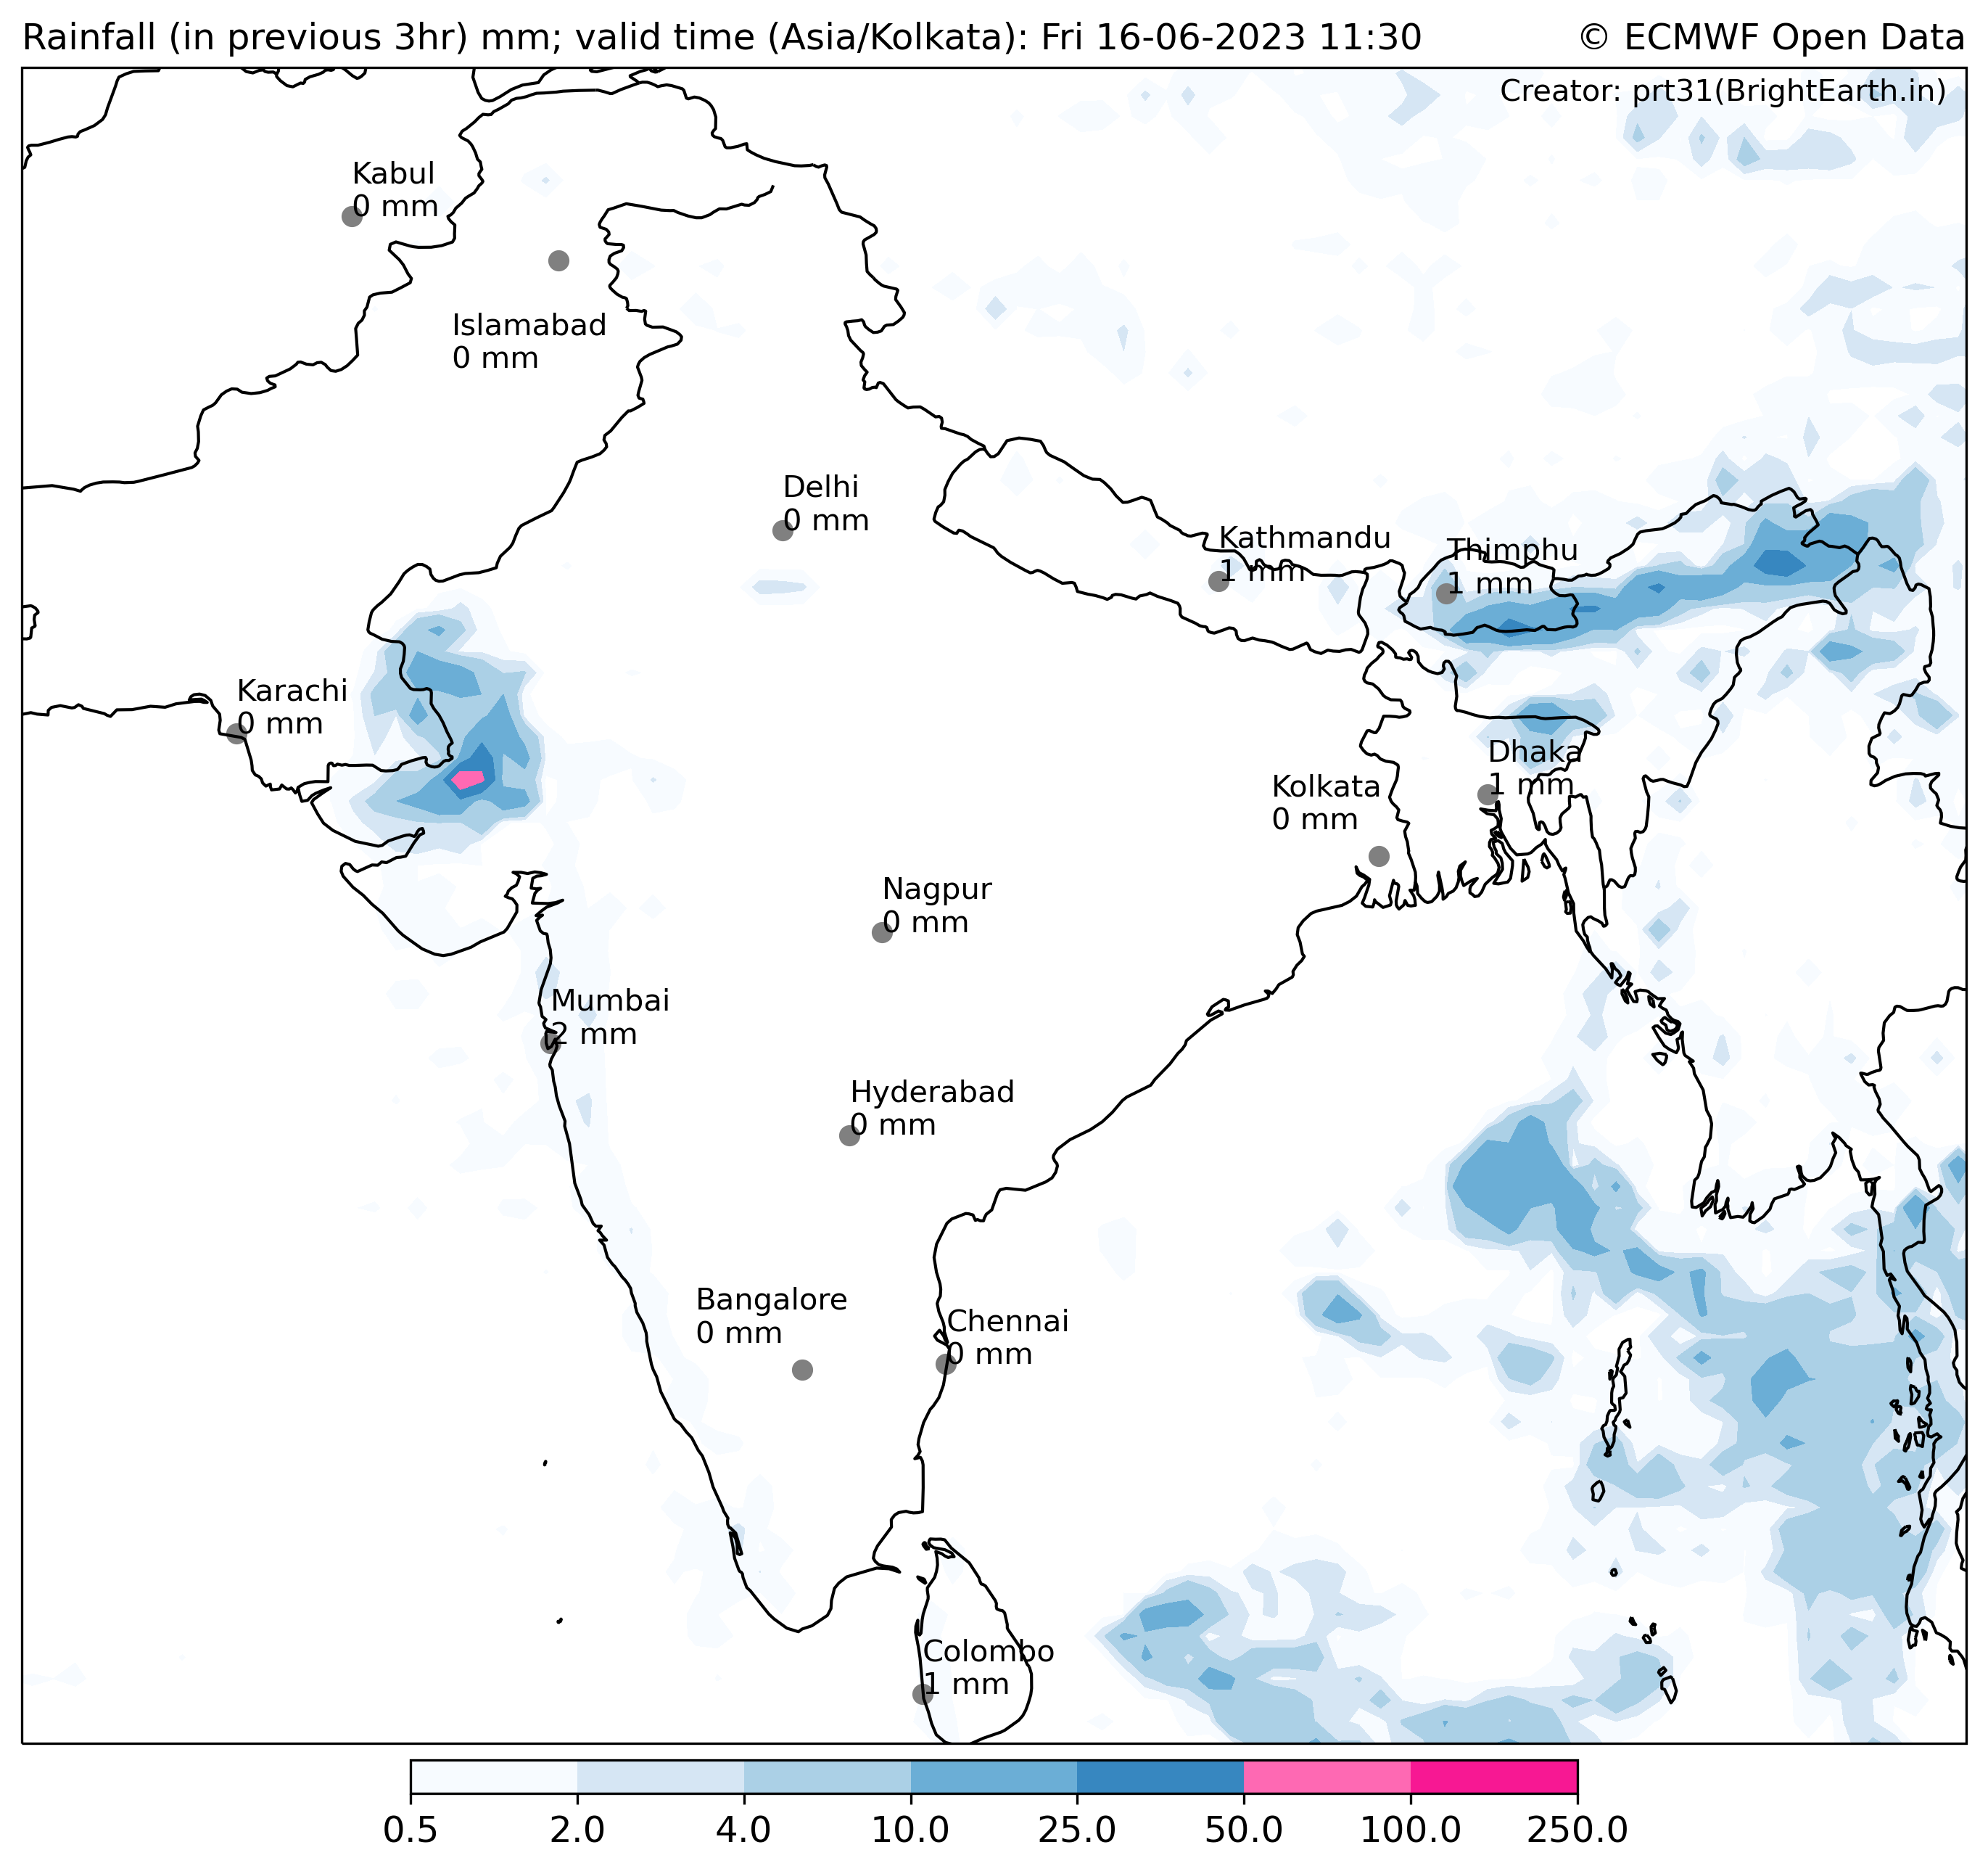 Rainfall (in previous 3hr) mm; valid time (Asia/Kolkata): Fri 16-06-2023 11:30
© ECMWF Open Data
Creator: prt31(BrightEarth.in)
Kabul
0 mm
Islamabad
0 mm
Delhi
0 mm
Kathmandu
1 mm
Thimphu
1 mm
Karachi
0 mm
Dhaka
1 mm
Kolkata
0 mm
Nagpur
0 mm
Mumbai
2 mm
Hyderabad
0 mm
Bangalore
0 mm
Chennai
0 mm
Colombo
1 mm
0.5 2.0 4.0 10.0 25.0 50.0 100.0 250.0